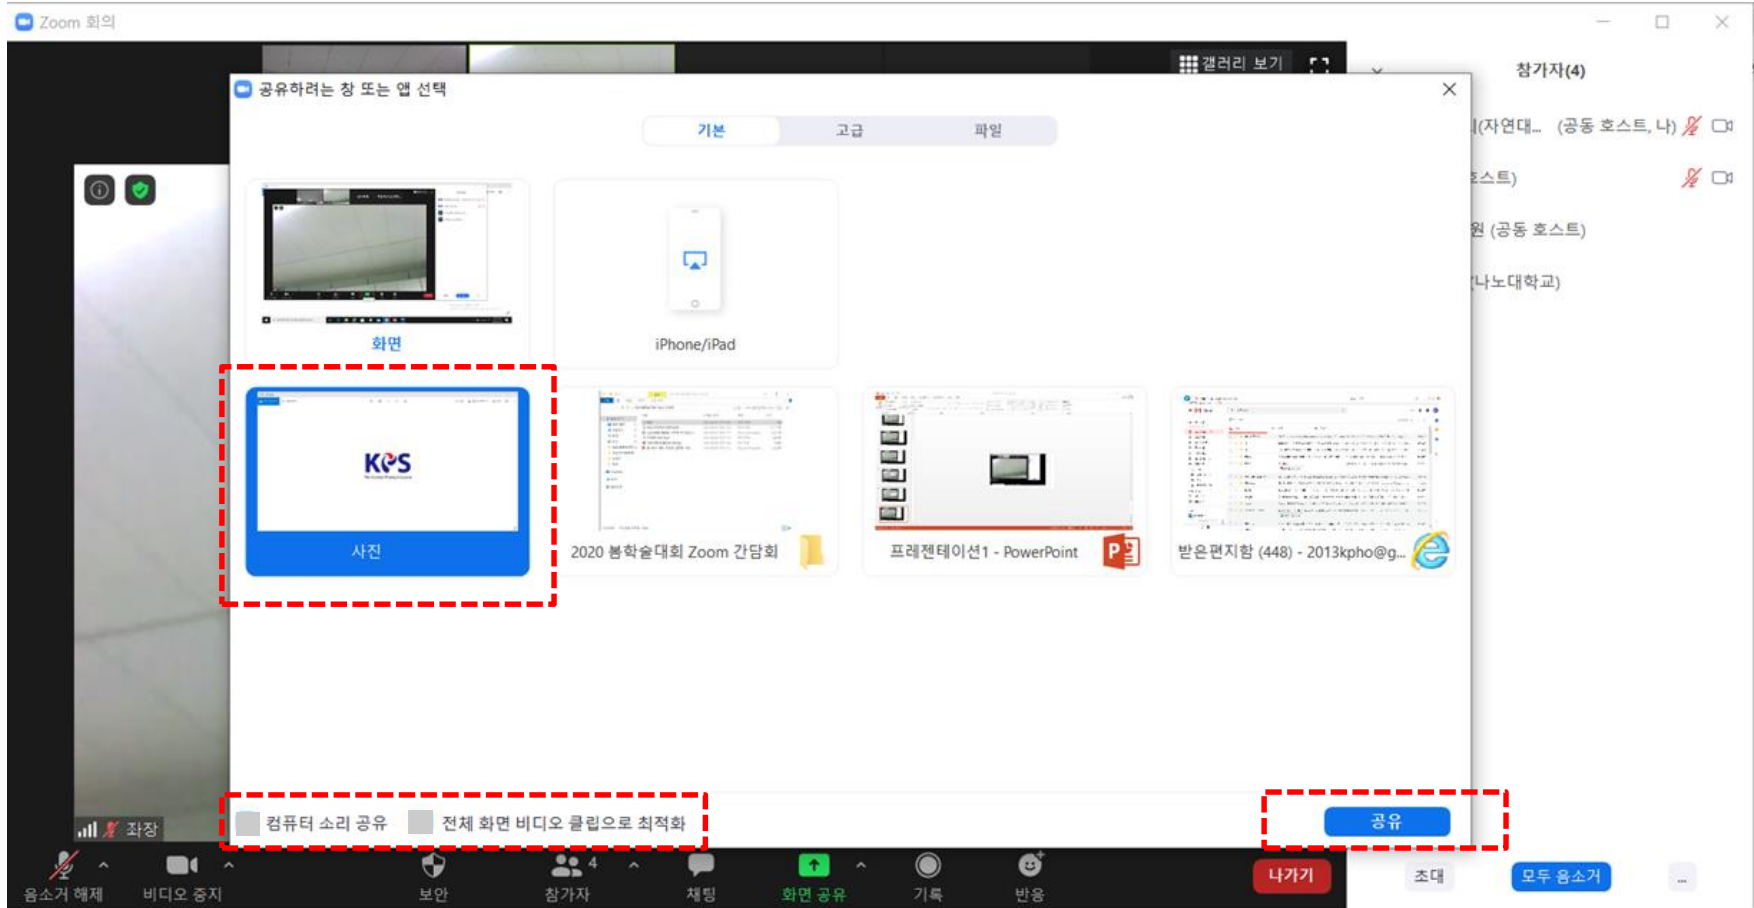 Zoom 회의
갤러리 보기
참가자(4)
공유하려는 창 또는 앱 선택
기본
고급
파일
(자연대... (공동 호스트, 나)
호스트)
원 (공동 호스트)
(나노대학교)
화면
iPhone/iPad
KPS
사진
2020 봄학술대회 Zoom 간담회
프레젠테이션1 - PowerPoint
받은편지함 (448) - 2013kpho@g...
컴퓨터 소리 공유
전체 화면 비디오 클립으로 최적화
공유
좌장
음소거 해제
비디오 중지
보안
4
참가자
채팅
화면 공유
기록
반응
나가기
초대
모두 음소거
...